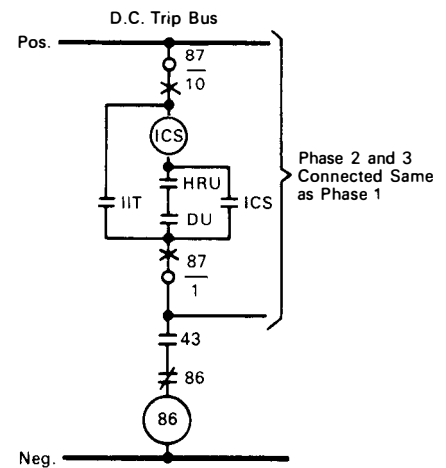 D.C. Trip Bus
Pos.
87
10
ICS
HRU
IIT
ICS
DU
Phase 2 and 3
Connected Same
as Phase 1
87
1
43
86
86
Neg.